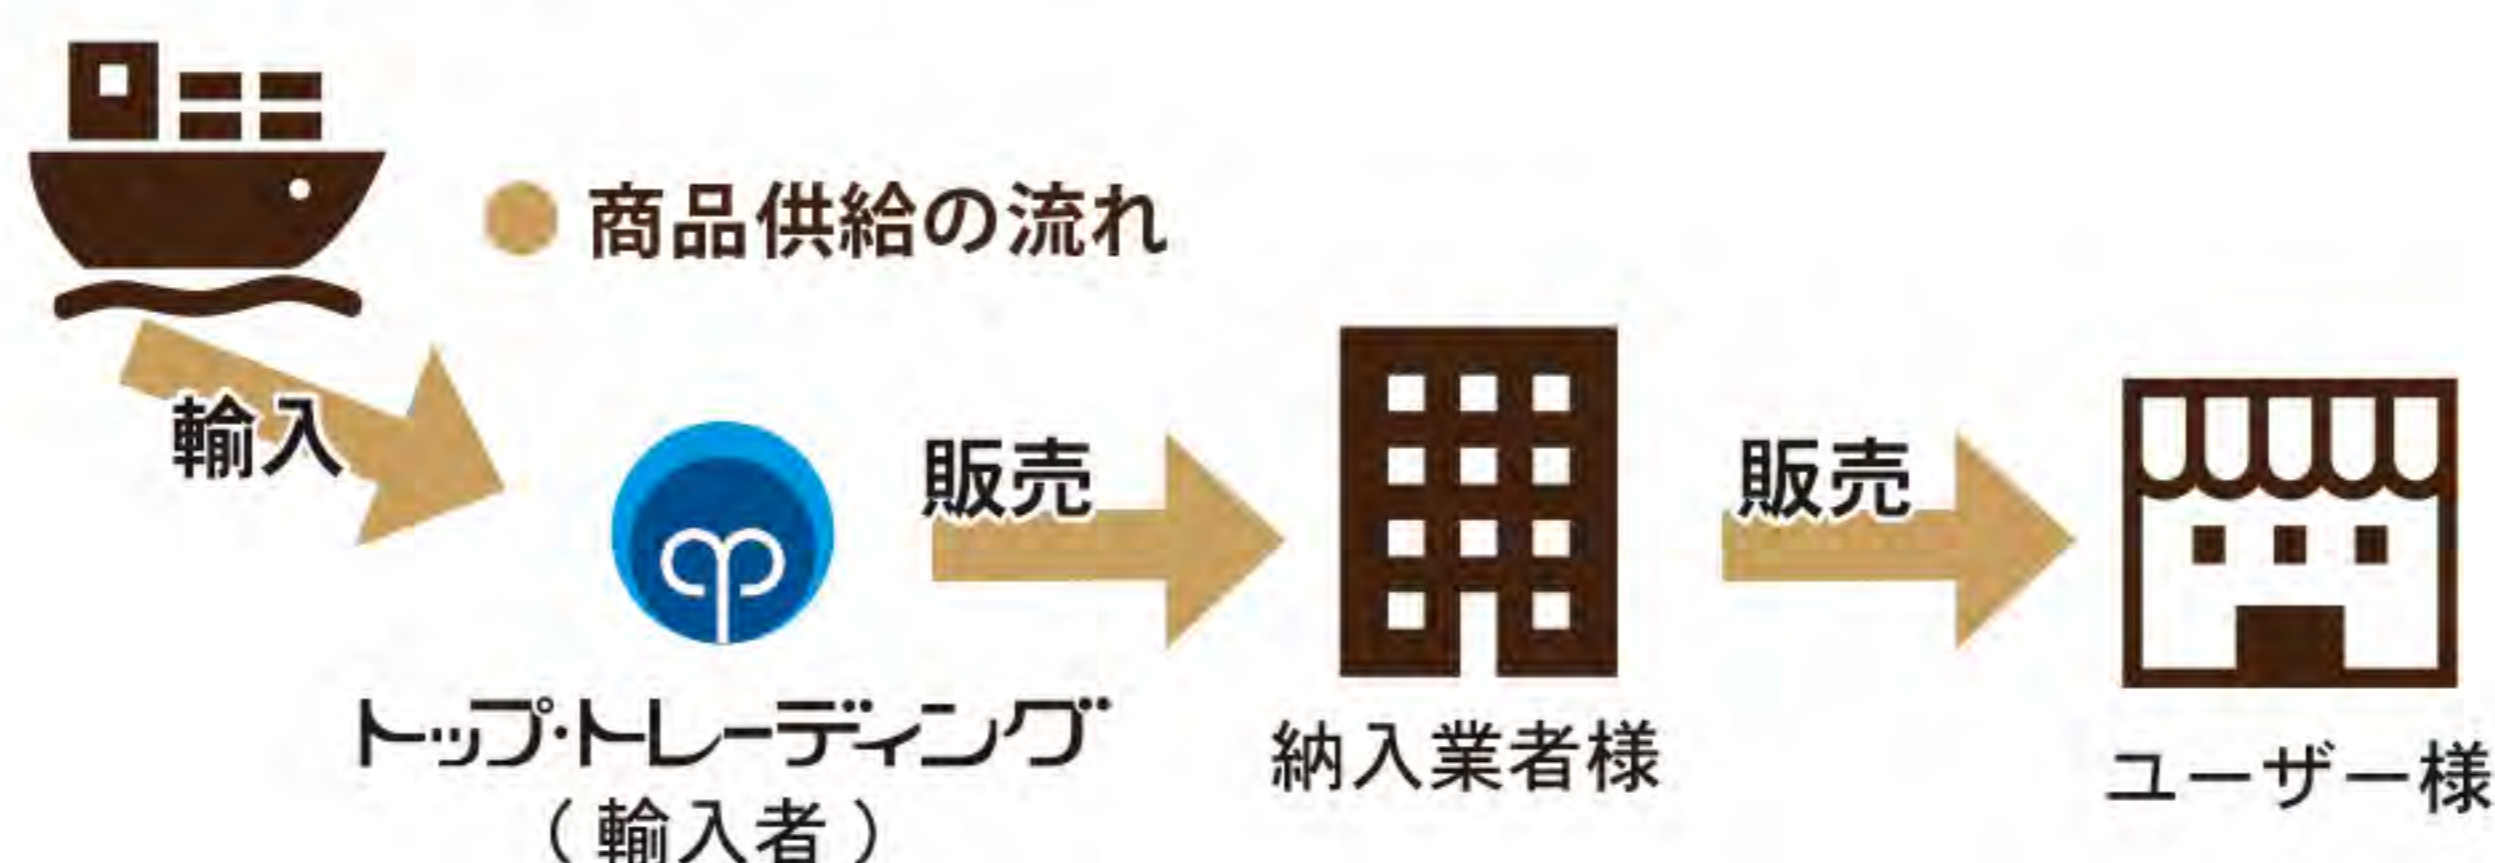 ● 商品供給の流れ
輸入
販売
販売
トップ・トレーディング
（輸入者）
納入業者様
ユーザー様